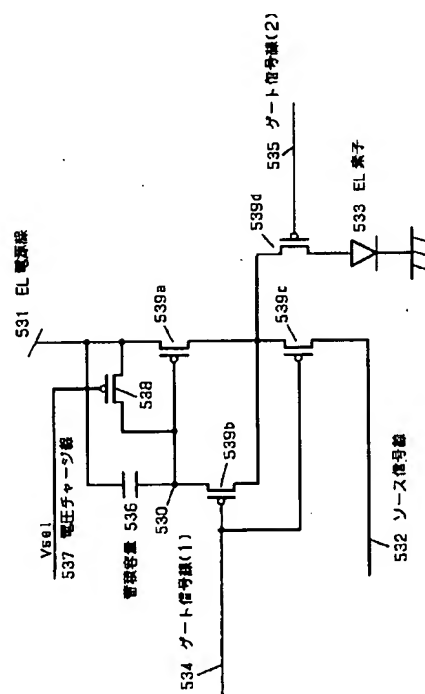 Vsel
537 電圧チャージ線
531 EL 電源線
蓄積容量 536
538
539a
530
539b
539d
535 ゲート信号線(2)
534 ゲート信号線(1)
539c
533 EL 素子
532 ソース信号線